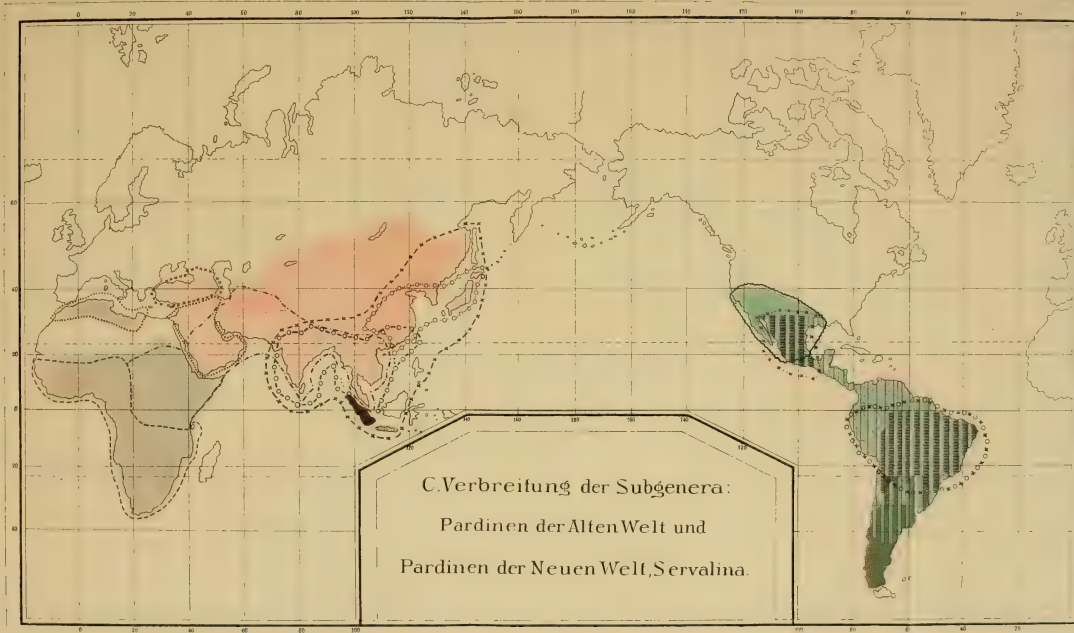 C. Verbreitung der Subgenera:
Pardinen der Alten Welt und
Pardinen der Neuen Welt, Servalina.